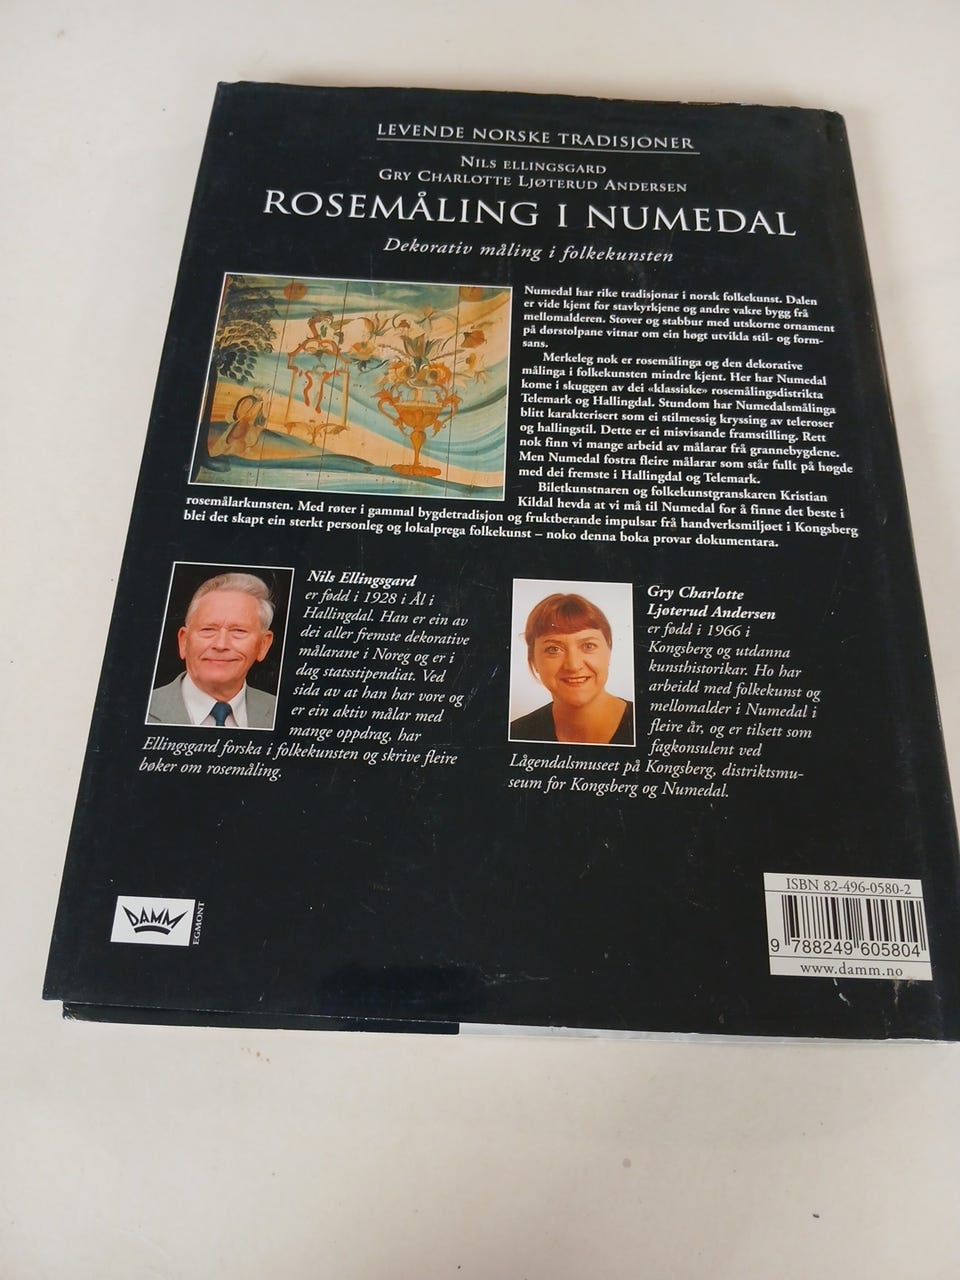 LEVENDE NORSKE TRADISJONER
NILS ELLINGSGARD
GRY CHARLOTTE LJØTERUD ANDERSEN
ROSEMÅLING I NUMEDAL
Dekorativ måling i folkekunsten
Numedal har rike tradisjonar i norsk folkekunst. Dalen
er vide kjent for stavkyrkjene og andre vakre bygg frå
mellomalderen. Stover og stabbur med utskorne ornament
på dørstolpane vitnar om ein høgt utvikla stil- og form-
sans.
Merkeleg nok er rosemålinga og den dekorative
målinga i folkekunsten mindre kjent. Her har Numedal
kome i skuggen av dei «klassiske» rosemålingsdistrikta
Telemark og Hallingdal. Stundom har Numedalsmålinga
blitt karakterisert som ei stilmessig kryssing av teleroser
og hallingstil. Dette er ei misvisande framstilling. Rett
nok finn vi mange arbeid av målarar frå grannebygdene.
Men Numedal fostra fleire målarar som står fullt på høgde
med dei fremste i Hallingdal og Telemark.
Biletkunstnaren og folkekunstgranskaren Kristian
Kildal hevda at vi må til Numedal for å finne det beste i
rosemålarkunsten. Med røter i gammal bygdetradisjon og fruktberande impulsar frå handverksmiljøet i Kongsberg
blei det skapt ein sterkt personleg og lokalprega folkekunst – noko denna boka provar dokumentara.
Nils Ellingsgard
er fødd i 1928 i Ål i
Hallingdal. Han er ein av
dei aller fremste dekorative
målarane i Noreg og er i
dag statsstipendiat. Ved
sida av at han har vore og
er ein aktiv målar med
mange oppdrag, har
Ellingsgard forska i folkekunsten og skrive fleire
bøker om rosemåling.
Gry Charlotte
Ljøterud Andersen
er fødd i 1966 i
Kongsberg og utdanna
kunsthistorikar. Ho har
arbeidd med folkekunst og
mellomalder i Numedal i
fleire år, og er tilsett som
fagkonsulent ved
Lågendalsmuseet på Kongsberg, distriktsmu-
seum for Kongsberg og Numedal.
DAMM
EGMONT
ISBN 82-496-0580-2
9 788249 605804
www.damm.no